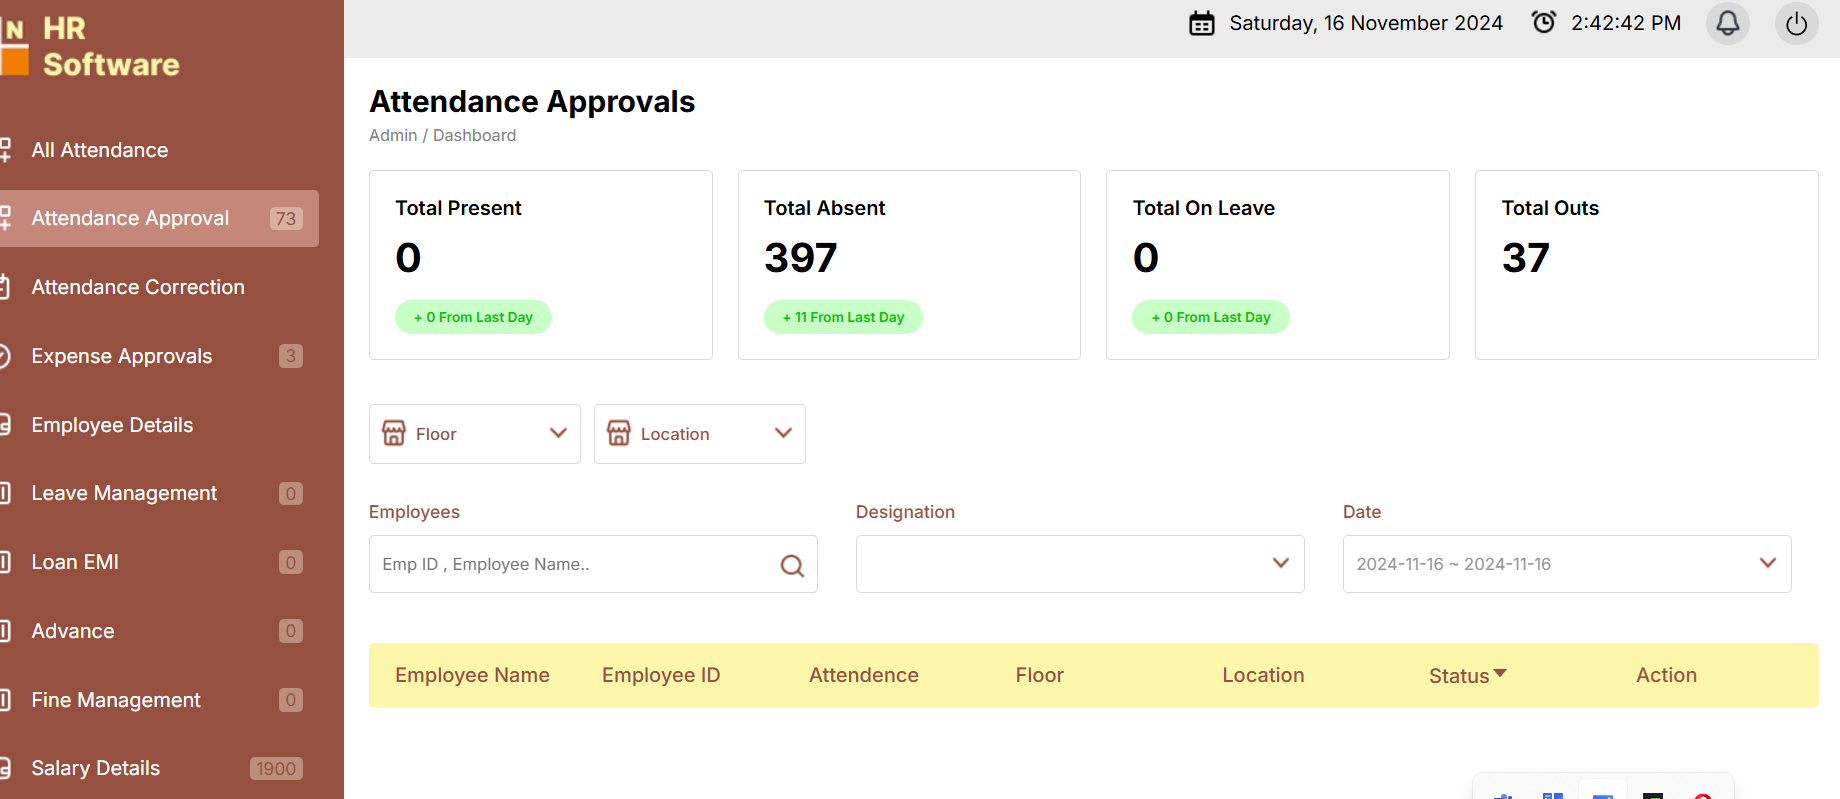 N
HR
Software
Saturday, 16 November 2024
2:42:42 PM
All Attendance
Attendance Approval 73
Attendance Correction
Expense Approvals 3
Employee Details
Leave Management 0
Loan EMI 0
Advance 0
Fine Management 0
Salary Details 1900
Attendance Approvals
Admin / Dashboard
Total Present
0
+ 0 From Last Day
Total Absent
397
+ 11 From Last Day
Total On Leave
0
+ 0 From Last Day
Total Outs
37
Floor
Location
Employees
Emp ID , Employee Name..
Designation
Date
2024-11-16 ~ 2024-11-16
Employee Name Employee ID Attendence Floor Location Status Action